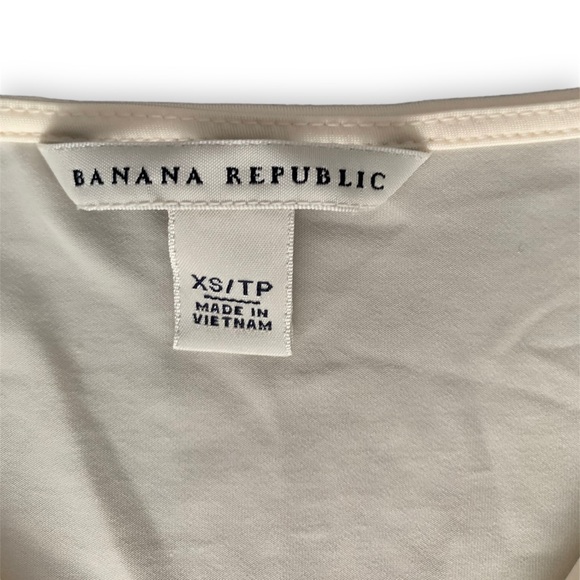 BANANA REPUBLIC
XS/TP
MADE IN
VIETNAM